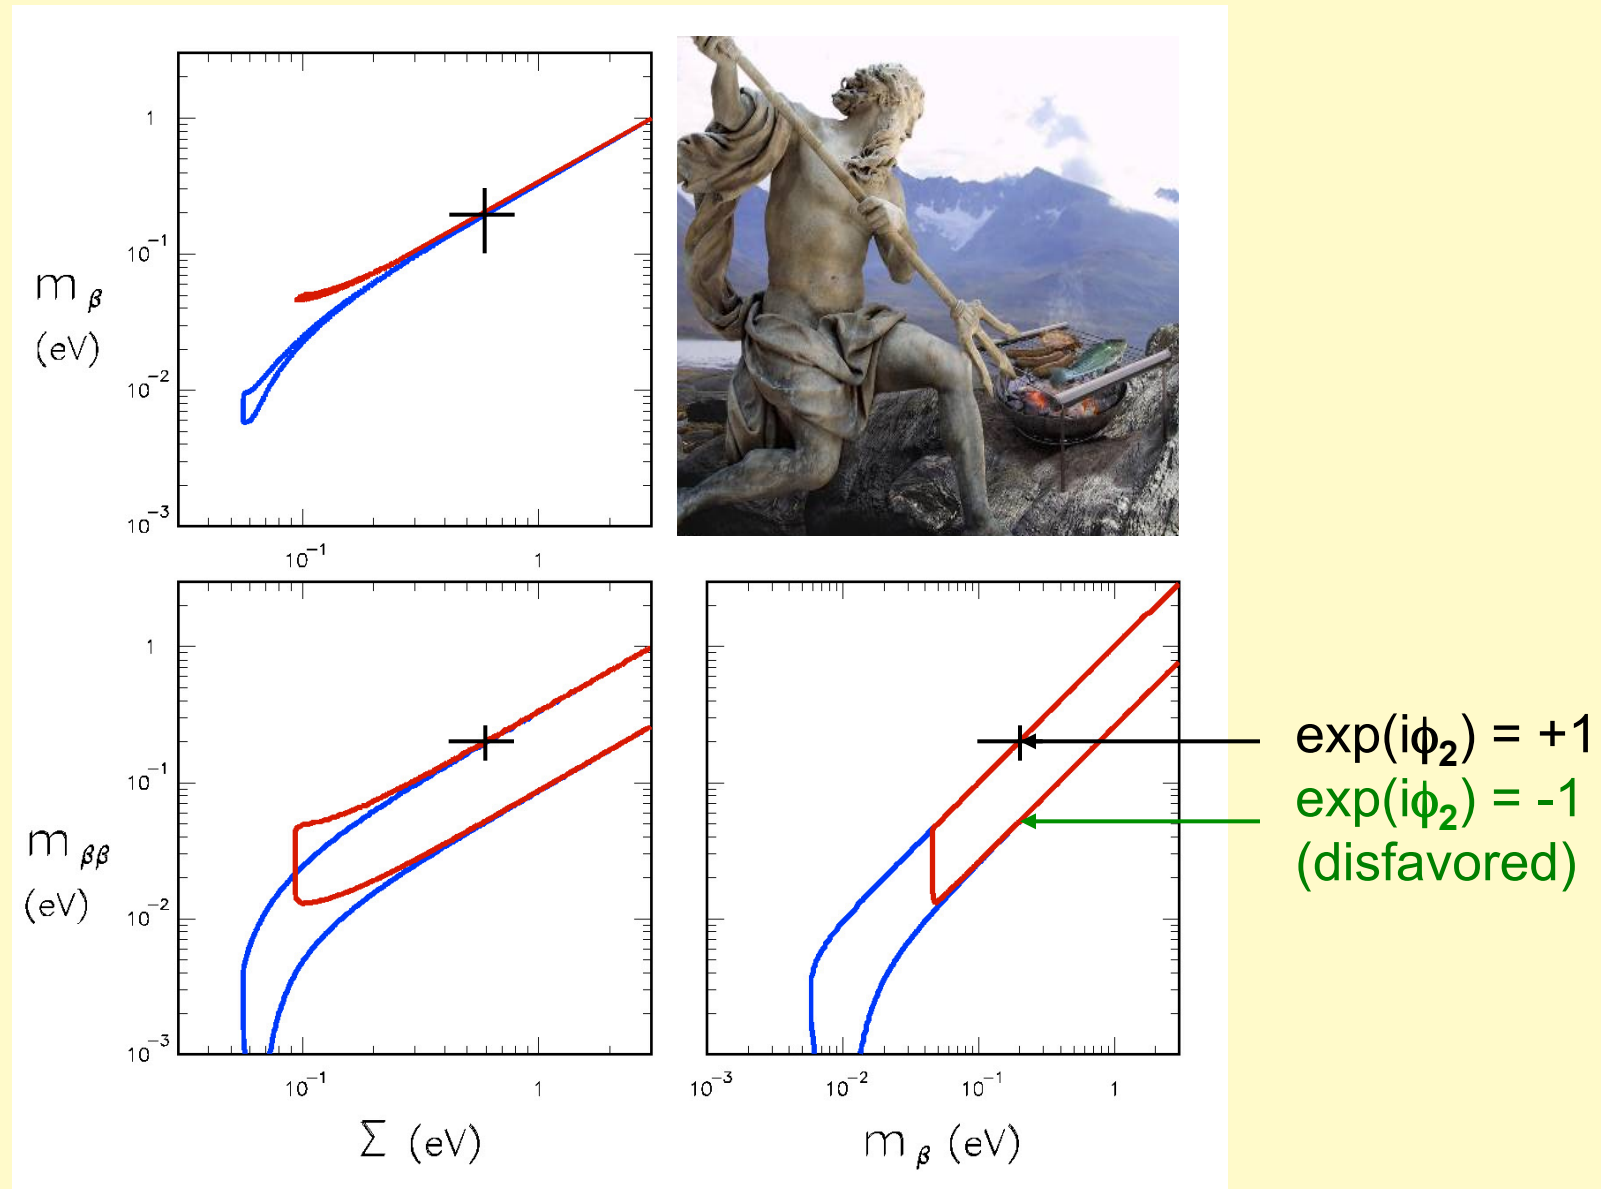 1
10⁻¹
10⁻²
10⁻³
m β
(eV)
10⁻¹ 1
1
10⁻¹
10⁻²
10⁻³
m ββ
(eV)
10⁻¹ 1
Σ (eV)
10⁻³ 10⁻² 10⁻¹ 1
m β (eV)
exp(iϕ₂) = +1
exp(iϕ₂) = -1
(disfavored)